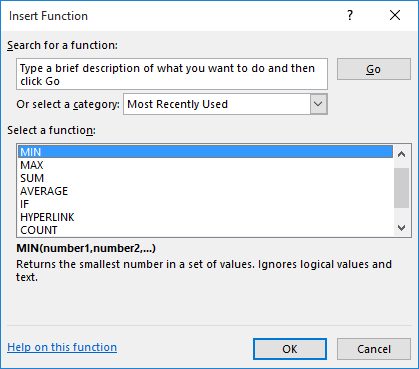 Insert Function
?
Search for a function:
Type a brief description of what you want to do and then
click Go
Go
Or select a category: Most Recently Used
Select a function:
MIN
MAX
SUM
AVERAGE
IF
HYPERLINK
COUNT
MIN(number1,number2,...)
Returns the smallest number in a set of values. Ignores logical values and
text.
Help on this function
OK
Cancel